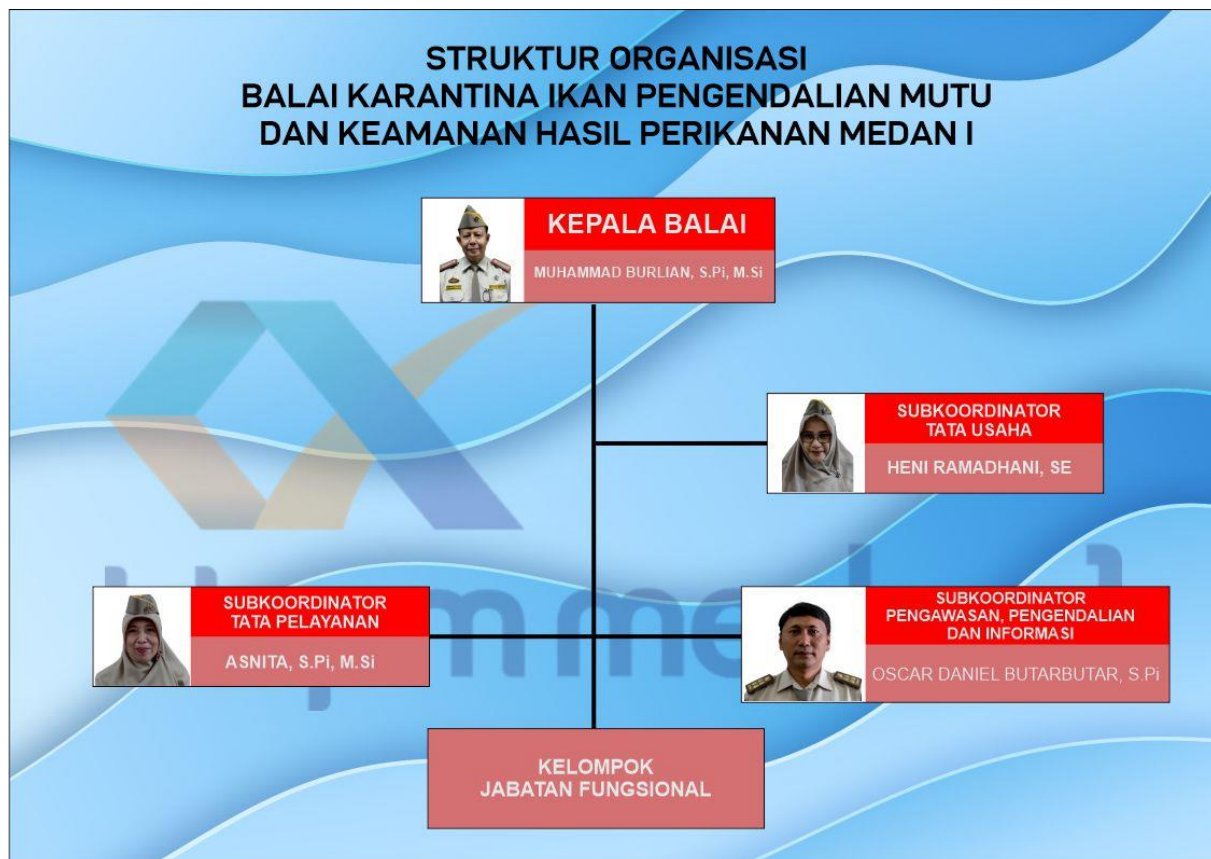 STRUKTUR ORGANISASI
BALAI KARANTINA IKAN PENGENDALIAN MUTU
DAN KEAMANAN HASIL PERIKANAN MEDAN I
KEPALA BALAI
MUHAMMAD BURLIAN, S.Pi, M.Si
SUBKOORDINATOR
TATA USAHA
HENI RAMADHANI, SE
SUBKOORDINATOR
TATA PELAYANAN
ASNITA, S.Pi, M.Si
SUBKOORDINATOR
PENGAWASAN, PENGENDALIAN
DAN INFORMASI
OSCAR DANIEL BUTARBUTAR, S.Pi
KELOMPOK
JABATAN FUNGSIONAL